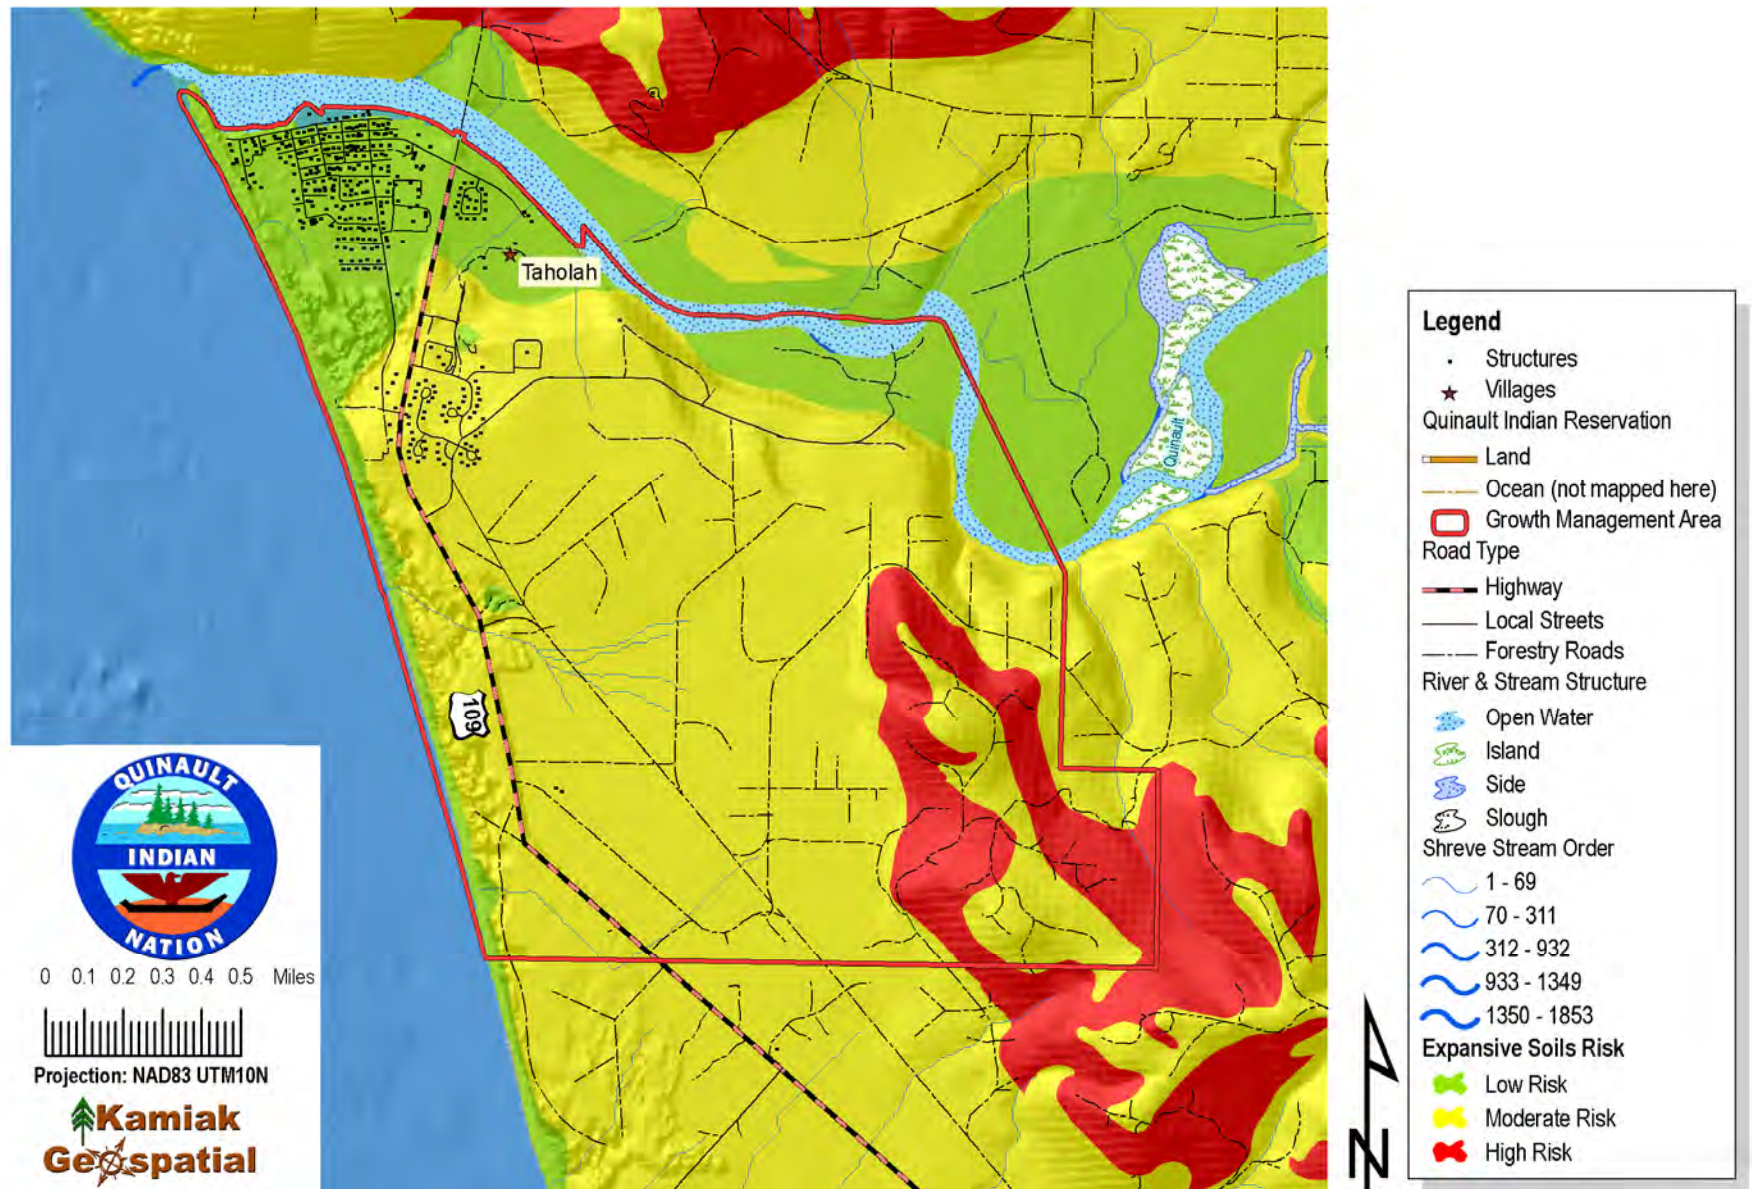 Taholah
Quinault
109
QUINAULT
INDIAN
NATION
0 0.1 0.2 0.3 0.4 0.5 Miles
Projection: NAD83 UTM10N
Kamiak
Geospatial
N
Legend
Structures
Villages
Quinault Indian Reservation
Land
Ocean (not mapped here)
Growth Management Area
Road Type
Highway
Local Streets
Forestry Roads
River & Stream Structure
Open Water
Island
Side
Slough
Shreve Stream Order
1 - 69
70 - 311
312 - 932
933 - 1349
1350 - 1853
Expansive Soils Risk
Low Risk
Moderate Risk
High Risk